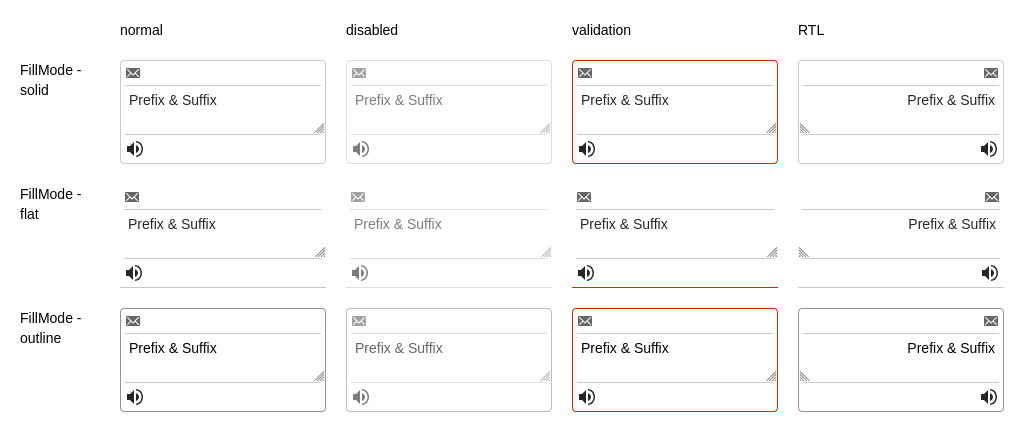 normal disabled validation RTL
FillMode -
solid
Prefix & Suffix Prefix & Suffix Prefix & Suffix Prefix & Suffix
FillMode -
flat
Prefix & Suffix Prefix & Suffix Prefix & Suffix Prefix & Suffix
FillMode -
outline
Prefix & Suffix Prefix & Suffix Prefix & Suffix Prefix & Suffix